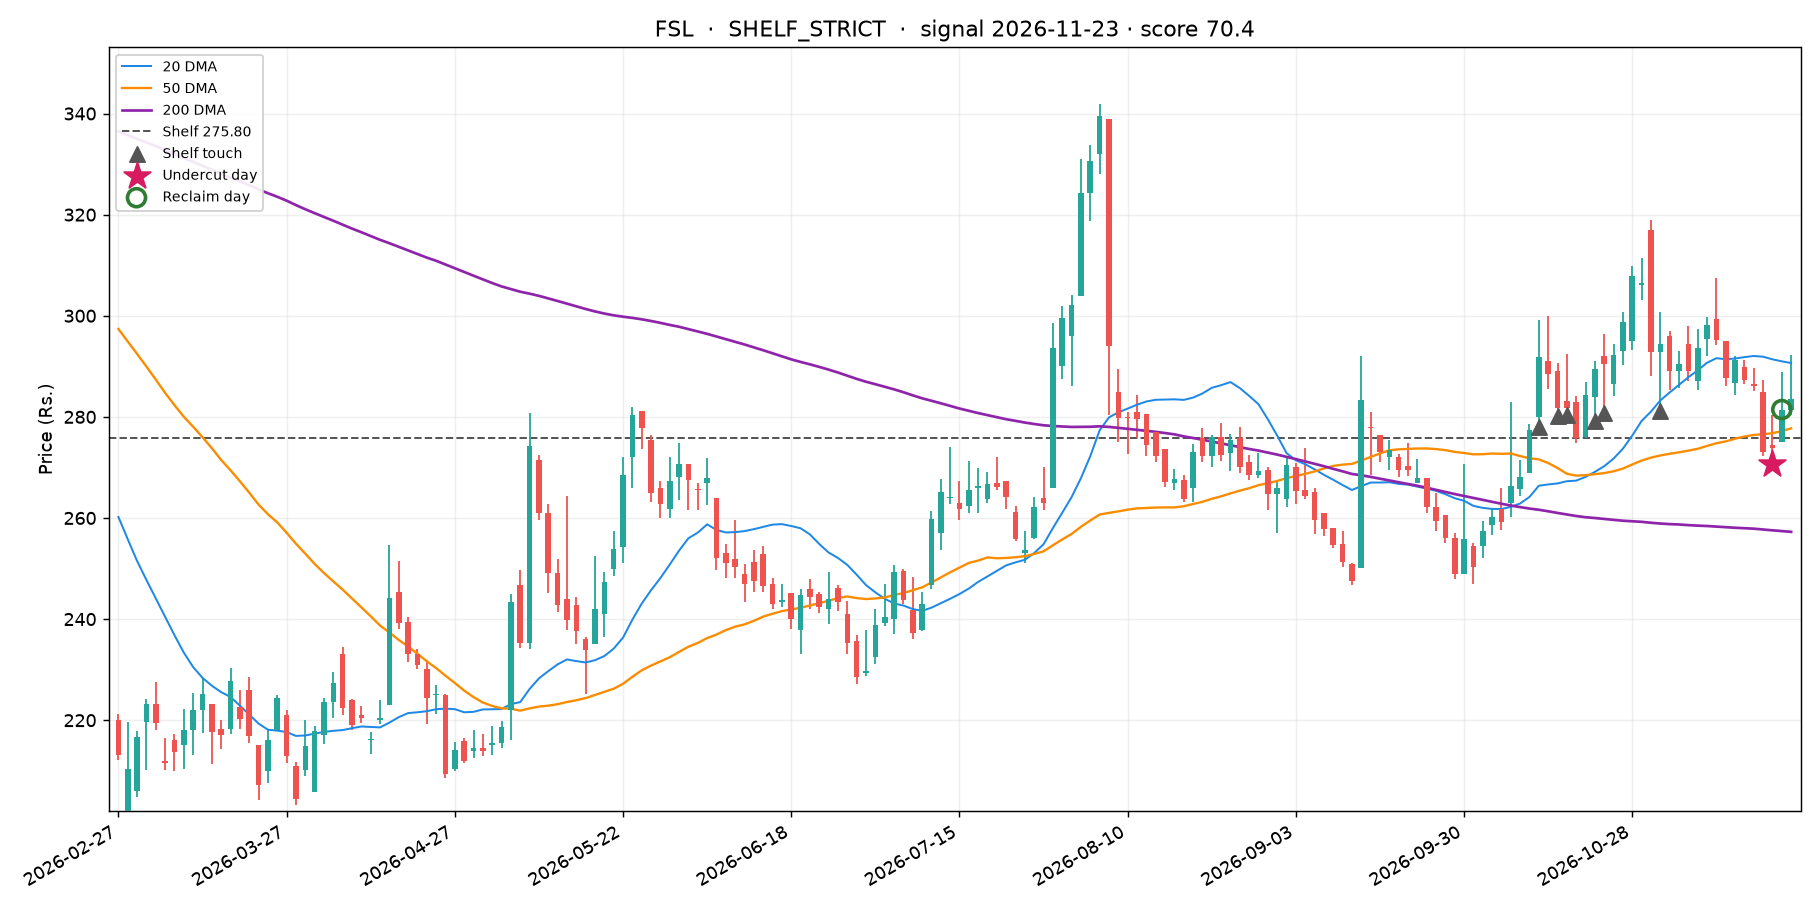 FSL · SHELF_STRICT · signal 2026-11-23 · score 70.4
20 DMA
50 DMA
200 DMA
Shelf 275.80
Shelf touch
Undercut day
Reclaim day
Price (Rs.)
340
320
300
280
260
240
220
2026-02-27
2026-03-27
2026-04-27
2026-05-22
2026-06-18
2026-07-15
2026-08-10
2026-09-03
2026-09-30
2026-10-28